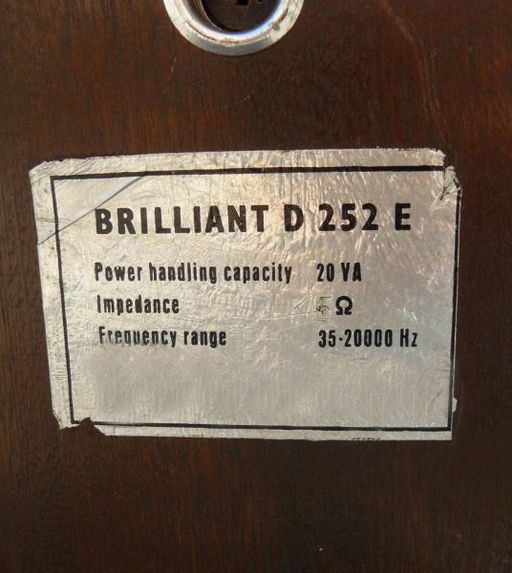 BRILLIANT D 252 E
Power handling capacity 20 VA
Impedance Ω
Frequency range 35-20000 Hz